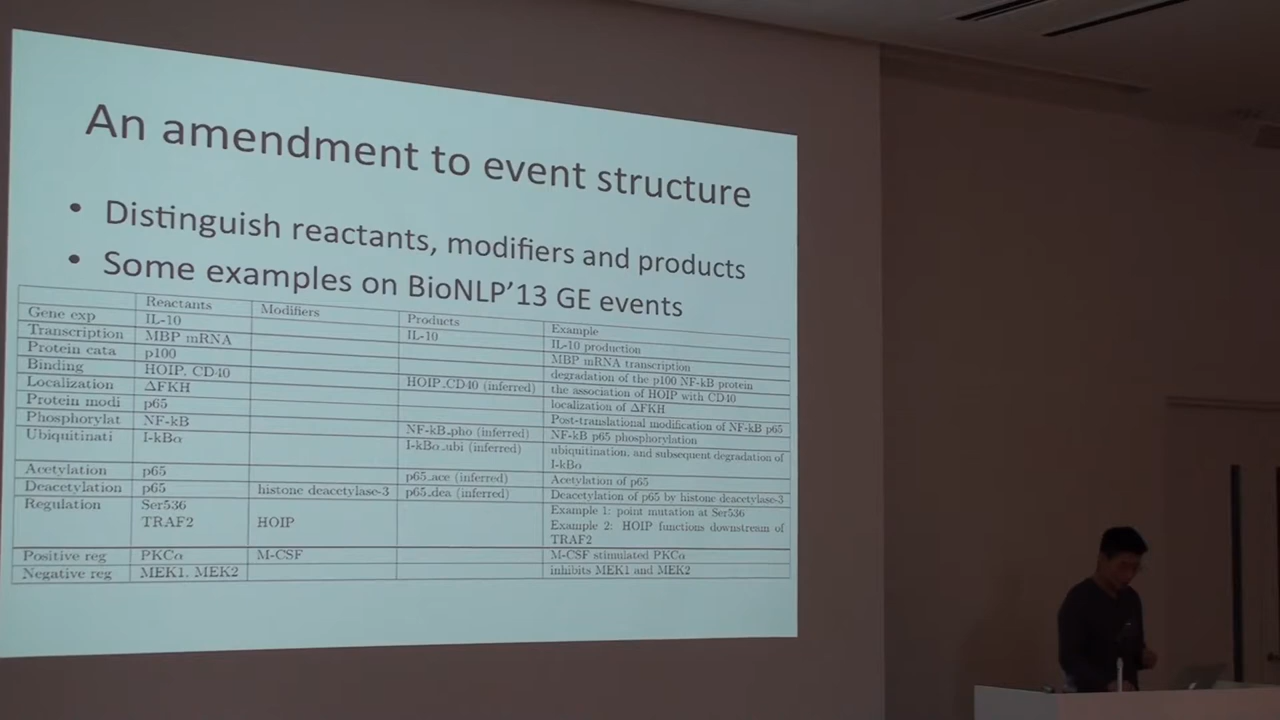 An amendment to event structure
• Distinguish reactants, modifiers and products
• Some examples on BioNLP'13 GE events
Reactants Modifiers Products Example
Gene exp IL-10 IL-10 IL-10 production
Transcription MBP mRNA MBP mRNA transcription
Protein cata p100 degradation of the p100 NF-kB protein
Binding HOIP, CD40 HOIP_CD40 (inferred) the association of HOIP with CD40
Localization ΔFKH localization of ΔFKH
Protein modi p65 Post-translational modification of NF-kB p65
Phosphorylat NF-kB NF-kB_pho (inferred) NF-kB p65 phosphorylation
Ubiquitinati I-kBα I-kBα_ubi (inferred) ubiquitination, and subsequent degradation of
I-kBα
Acetylation p65 p65_ace (inferred) Acetylation of p65
Deacetylation p65 histone deacetylase-3 p65_dea (inferred) Deacetylation of p65 by histone deacetylase-3
Regulation Ser536 Example 1: point mutation at Ser536
TRAF2 HOIP Example 2: HOIP functions downstream of
TRAF2
Positive reg PKCα M-CSF M-CSF stimulated PKCα
Negative reg MEK1, MEK2 inhibits MEK1 and MEK2